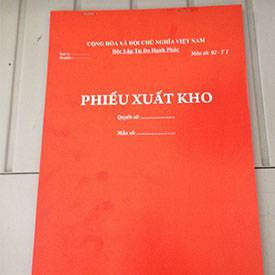 CỘNG HÒA XÃ HỘI CHỦ NGHĨA VIỆT NAM
Độc Lập Tự Do Hạnh Phúc
Mẫu số: 02 - T T
PHIẾU XUẤT KHO
Quyển số: ....................
Mẫu số: ......................